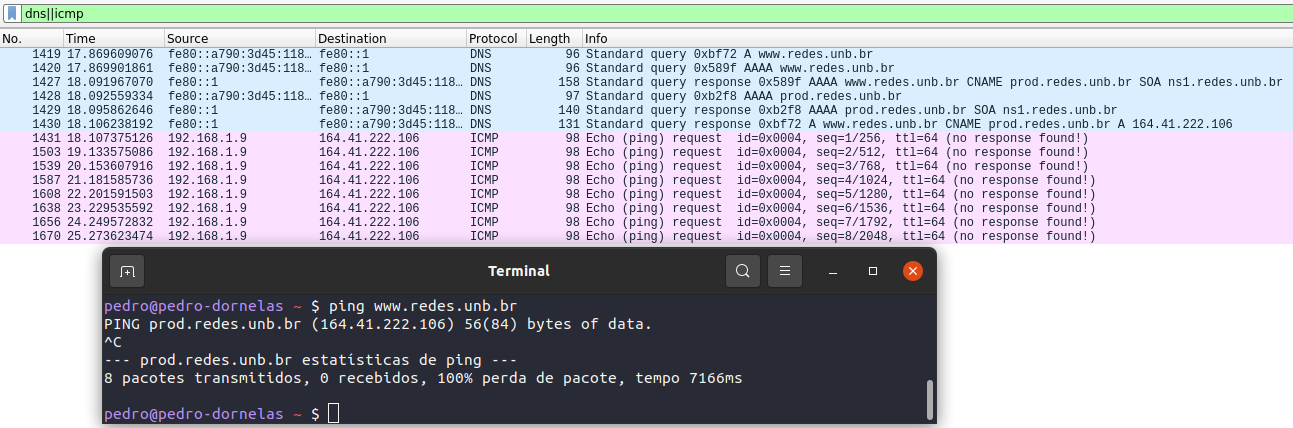 dns||icmp
No. Time Source Destination Protocol Length Info
1419 17.869609076 fe80::a790:3d45:118… fe80::1 DNS 96 Standard query 0xbf72 A www.redes.unb.br
1420 17.869901861 fe80::a790:3d45:118… fe80::1 DNS 96 Standard query 0x589f AAAA www.redes.unb.br
1427 18.091967070 fe80::1 fe80::a790:3d45:118… DNS 158 Standard query response 0x589f AAAA www.redes.unb.br CNAME prod.redes.unb.br SOA ns1.redes.unb.br
1428 18.092559334 fe80::a790:3d45:118… fe80::1 DNS 97 Standard query 0xb2f8 AAAA prod.redes.unb.br
1429 18.095862646 fe80::1 fe80::a790:3d45:118… DNS 140 Standard query response 0xb2f8 AAAA prod.redes.unb.br SOA ns1.redes.unb.br
1430 18.106238192 fe80::1 fe80::a790:3d45:118… DNS 131 Standard query response 0xbf72 A www.redes.unb.br CNAME prod.redes.unb.br A 164.41.222.106
1431 18.107375126 192.168.1.9 164.41.222.106 ICMP 98 Echo (ping) request id=0x0004, seq=1/256, ttl=64 (no response found!)
1503 19.133575086 192.168.1.9 164.41.222.106 ICMP 98 Echo (ping) request id=0x0004, seq=2/512, ttl=64 (no response found!)
1539 20.153607916 192.168.1.9 164.41.222.106 ICMP 98 Echo (ping) request id=0x0004, seq=3/768, ttl=64 (no response found!)
1587 21.181585736 192.168.1.9 164.41.222.106 ICMP 98 Echo (ping) request id=0x0004, seq=4/1024, ttl=64 (no response found!)
1608 22.201591503 192.168.1.9 164.41.222.106 ICMP 98 Echo (ping) request id=0x0004, seq=5/1280, ttl=64 (no response found!)
1638 23.229535592 192.168.1.9 164.41.222.106 ICMP 98 Echo (ping) request id=0x0004, seq=6/1536, ttl=64 (no response found!)
1656 24.249572832 192.168.1.9 164.41.222.106 ICMP 98 Echo (ping) request id=0x0004, seq=7/1792, ttl=64 (no response found!)
1670 25.273623474 192.168.1.9 164.41.222.106 ICMP 98 Echo (ping) request id=0x0004, seq=8/2048, ttl=64 (no response found!)
Terminal
pedro@pedro-dornelas ~ $ ping www.redes.unb.br
PING prod.redes.unb.br (164.41.222.106) 56(84) bytes of data.
^C
--- prod.redes.unb.br estatísticas de ping ---
8 pacotes transmitidos, 0 recebidos, 100% perda de pacote, tempo 7166ms
pedro@pedro-dornelas ~ $